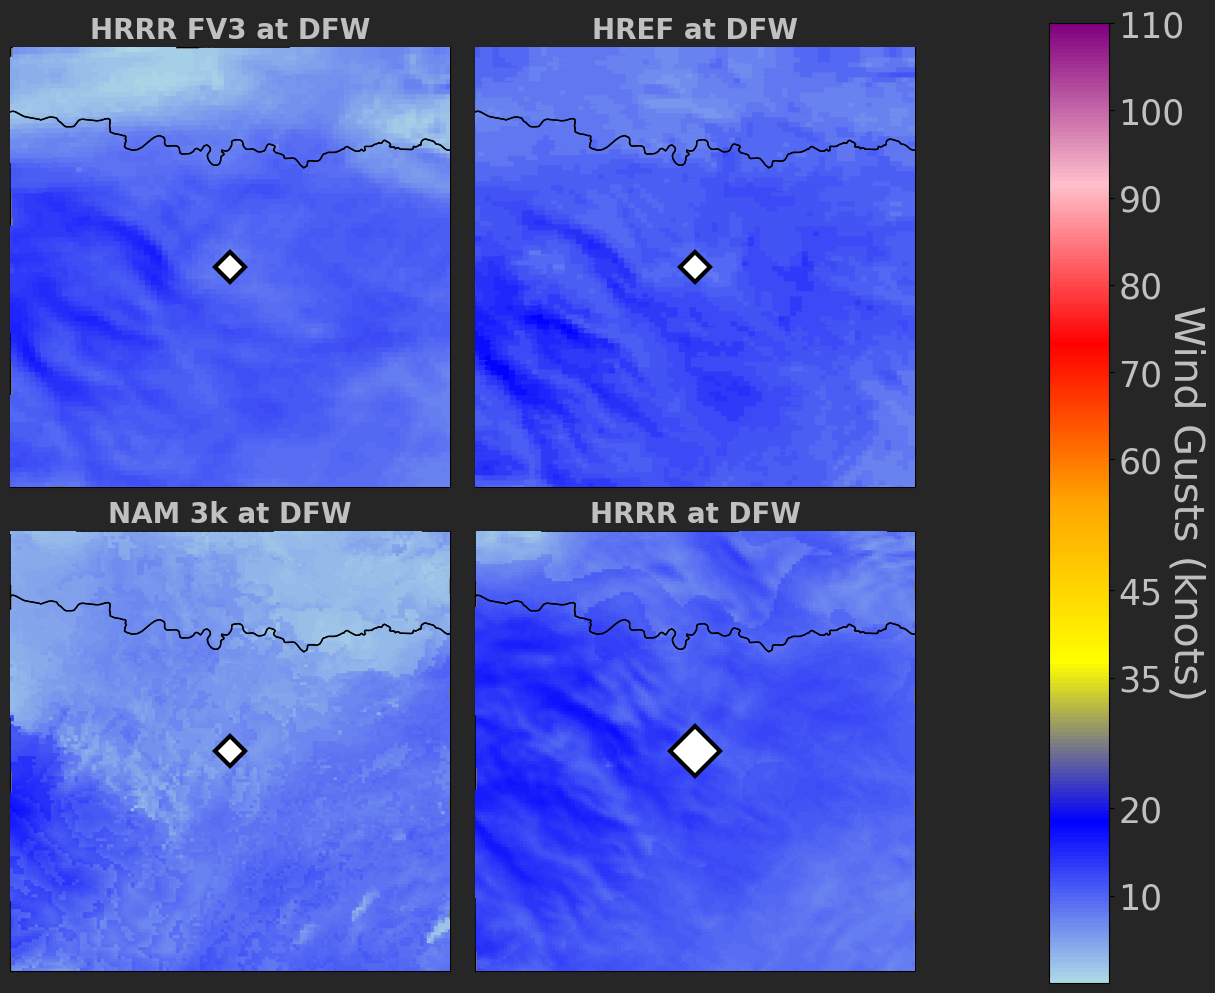 HRRR FV3 at DFW
HREF at DFW
NAM 3k at DFW
HRRR at DFW
110
100
90
80
70
60
45
35
20
10
Wind Gusts (knots)